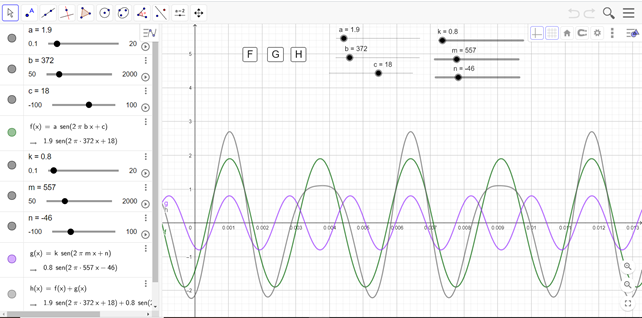 a = 1.9
0.1 20
b = 372
50 2000
c = 18
-100 100
f(x) = a sen(2 π b x + c)
→ 1.9 sen(2 π · 372 x + 18)
k = 0.8
0.1 20
m = 557
50 2000
n = -46
-100 100
g(x) = k sen(2 π m x + n)
→ 0.8 sen(2 π · 557 x − 46)
h(x) = f(x) + g(x)
→ 1.9 sen(2 π · 372 x + 18) + 0.8 sen(2
a=2
a = 1.9
b = 372
c = 18
k = 0.8
m = 557
n = -46
F G H
5
4
3
2
1
0 0.001 0.002 0.003 0.004 0.005 0.006 0.007 0.008 0.009 0.01 0.011 0.012 0.013
-1
-2